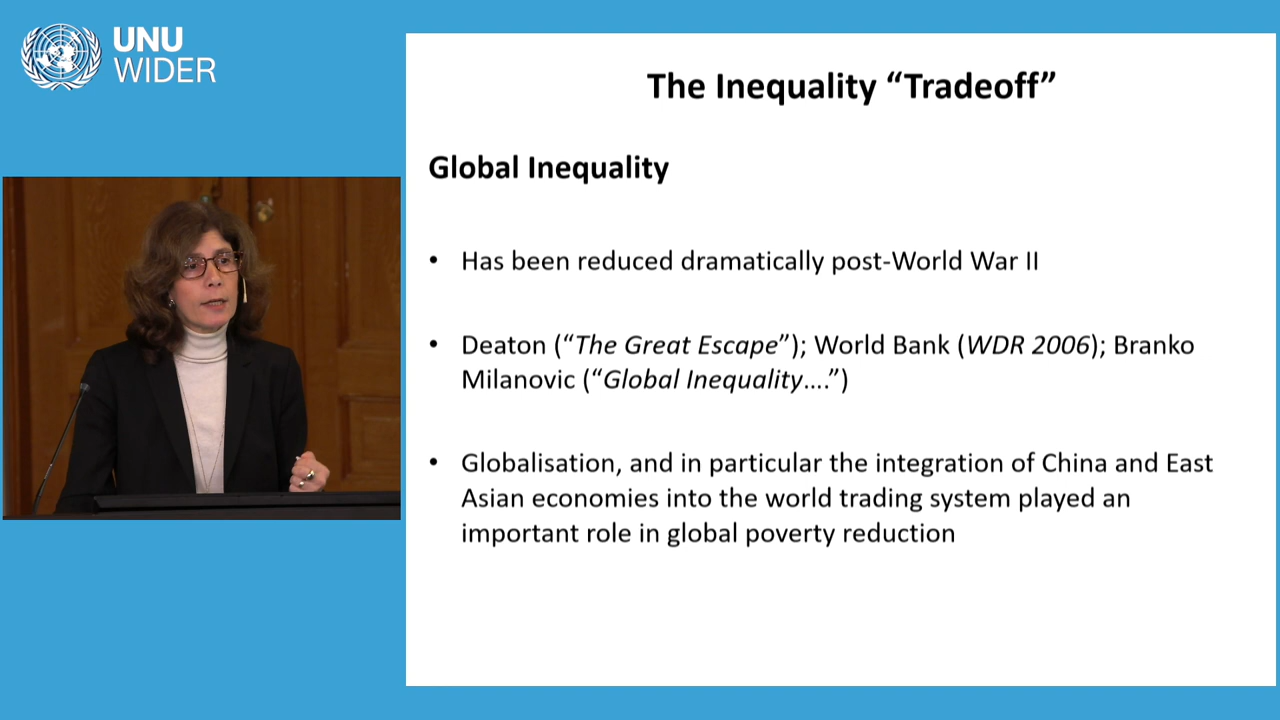 UNU
WIDER
The Inequality “Tradeoff”
Global Inequality
• Has been reduced dramatically post-World War II
• Deaton (“The Great Escape”); World Bank (WDR 2006); Branko
Milanovic (“Global Inequality….”)
• Globalisation, and in particular the integration of China and East
Asian economies into the world trading system played an
important role in global poverty reduction